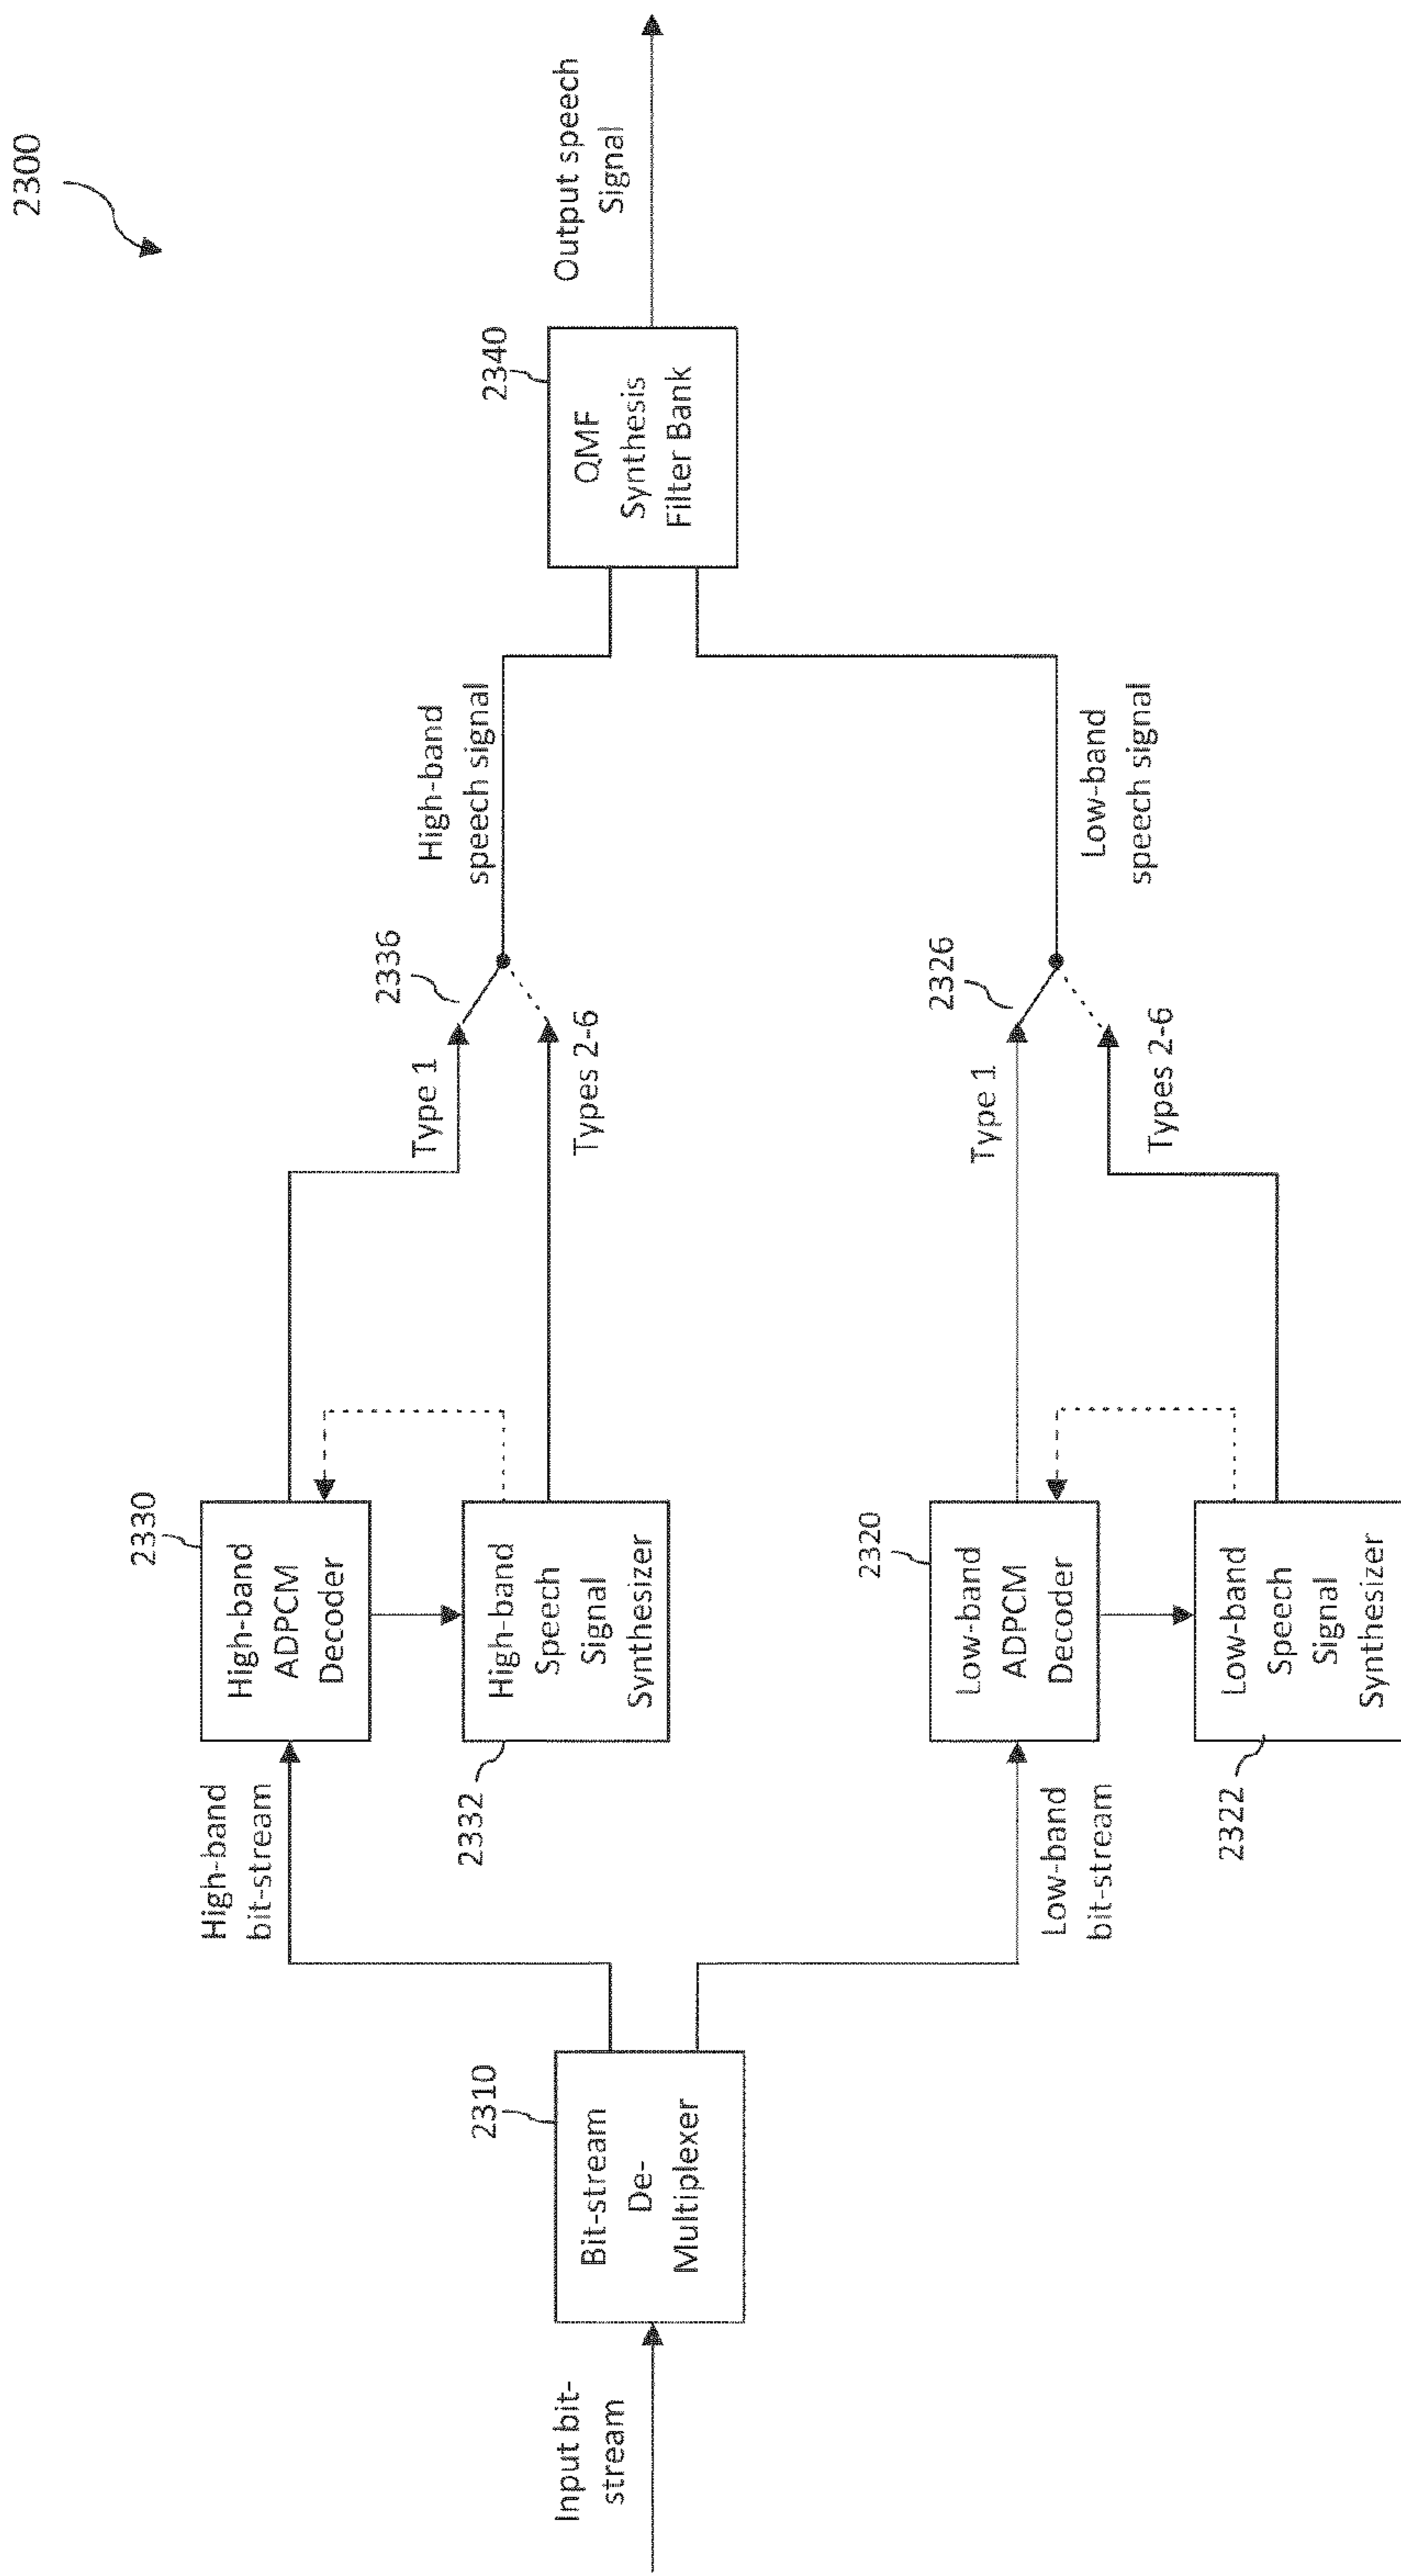 2300
Input bit-
stream
2310
Bit-stream
De-
Multiplexer
High-band
bit-stream
2330
High-band
ADPCM
Decoder
2332
High-band
Speech
Signal
Synthesizer
Type 1
Types 2-6
2336
High-band
speech signal
Low-band
bit-stream
2320
Low-band
ADPCM
Decoder
2322
Low-band
Speech
Signal
Synthesizer
Type 1
Types 2-6
2326
Low-band
speech signal
2340
QMF
Synthesis
Filter Bank
Output speech
Signal